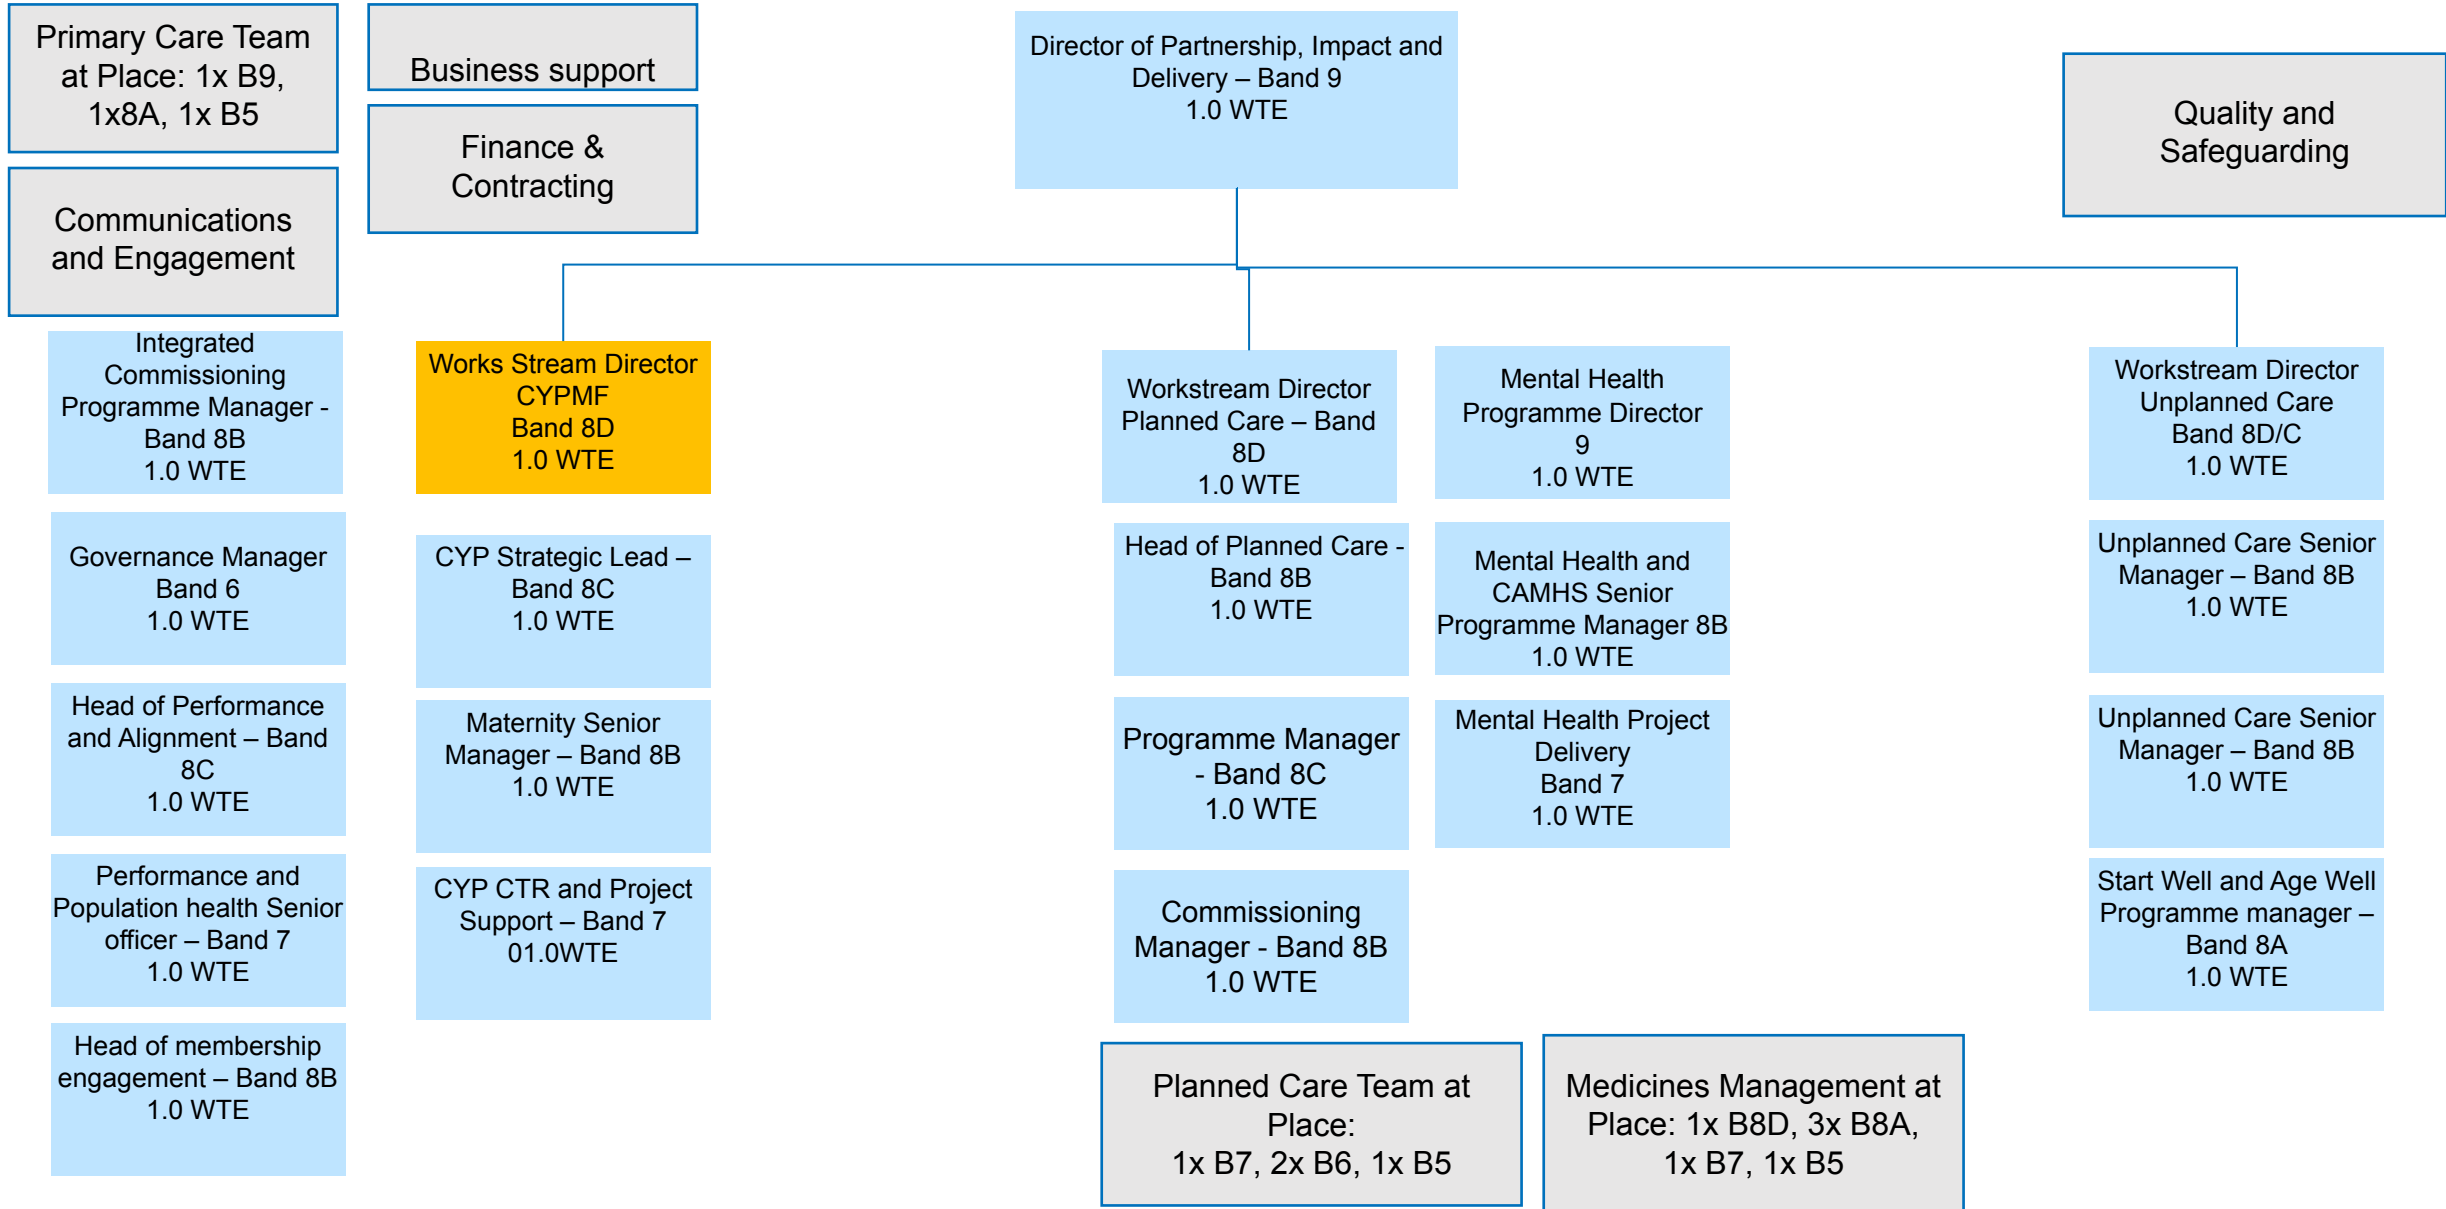 Primary Care Team
at Place: 1x B9,
1x8A, 1x B5
Business support
Director of Partnership, Impact and
Delivery – Band 9
1.0 WTE
Quality and
Safeguarding
Finance &
Contracting
Communications
and Engagement
Integrated
Commissioning
Programme Manager -
Band 8B
1.0 WTE
Governance Manager
Band 6
1.0 WTE
Head of Performance
and Alignment – Band
8C
1.0 WTE
Performance and
Population health Senior
officer – Band 7
1.0 WTE
Head of membership
engagement – Band 8B
1.0 WTE
Works Stream Director
CYPMF
Band 8D
1.0 WTE
CYP Strategic Lead –
Band 8C
1.0 WTE
Maternity Senior
Manager – Band 8B
1.0 WTE
CYP CTR and Project
Support – Band 7
01.0WTE
Workstream Director
Planned Care – Band
8D
1.0 WTE
Head of Planned Care -
Band 8B
1.0 WTE
Programme Manager
- Band 8C
1.0 WTE
Commissioning
Manager - Band 8B
1.0 WTE
Planned Care Team at
Place:
1x B7, 2x B6, 1x B5
Mental Health
Programme Director
9
1.0 WTE
Mental Health and
CAMHS Senior
Programme Manager 8B
1.0 WTE
Mental Health Project
Delivery
Band 7
1.0 WTE
Medicines Management at
Place: 1x B8D, 3x B8A,
1x B7, 1x B5
Workstream Director
Unplanned Care
Band 8D/C
1.0 WTE
Unplanned Care Senior
Manager – Band 8B
1.0 WTE
Unplanned Care Senior
Manager – Band 8B
1.0 WTE
Start Well and Age Well
Programme manager –
Band 8A
1.0 WTE